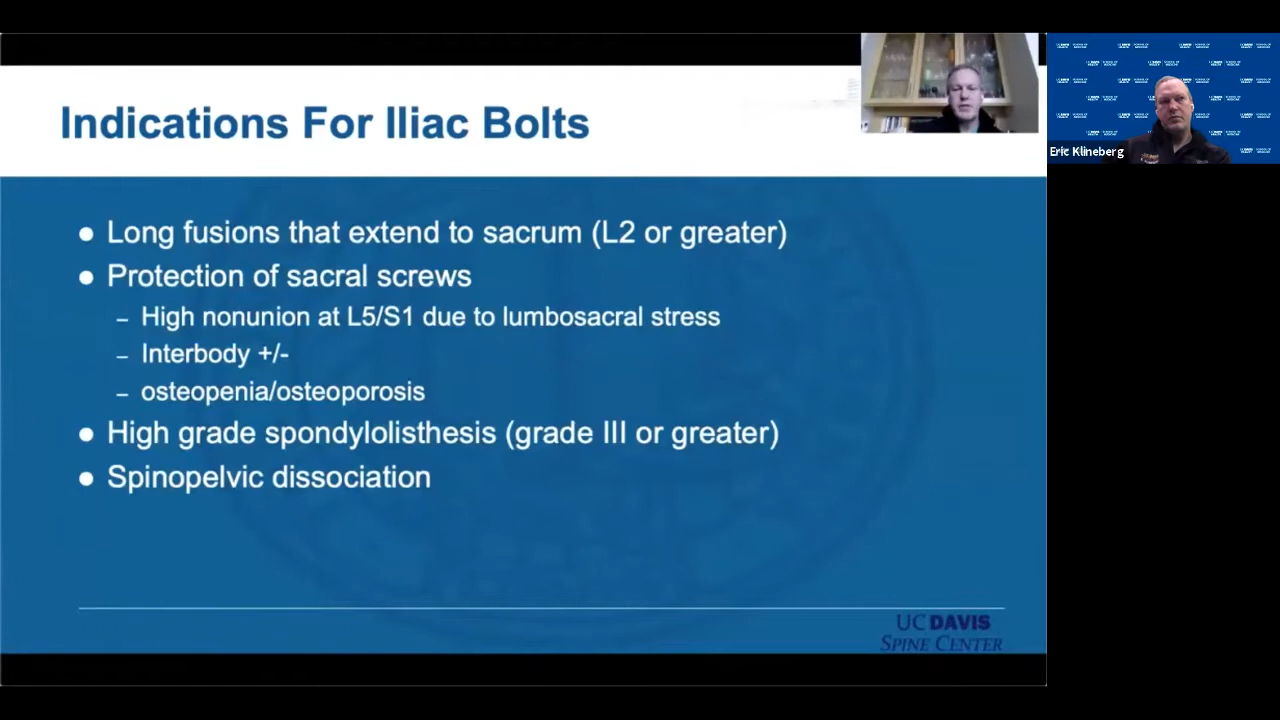 Indications For Iliac Bolts
● Long fusions that extend to sacrum (L2 or greater)
● Protection of sacral screws
– High nonunion at L5/S1 due to lumbosacral stress
– Interbody +/-
– osteopenia/osteoporosis
● High grade spondylolisthesis (grade III or greater)
● Spinopelvic dissociation
UC DAVIS
SPINE CENTER
Eric Klineberg